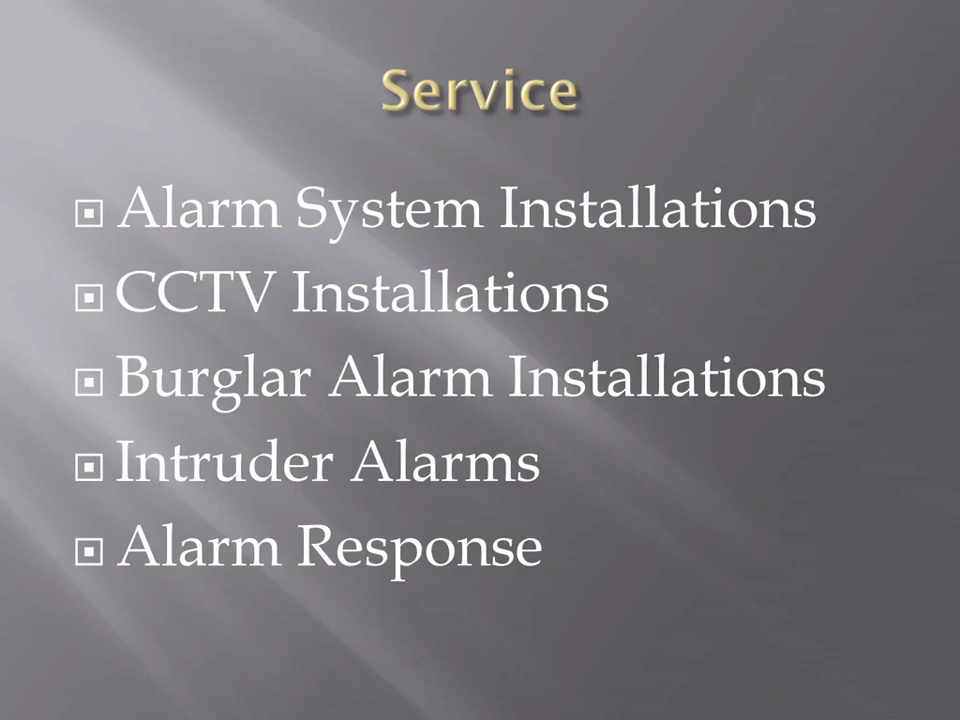 Service
Alarm System Installations
CCTV Installations
Burglar Alarm Installations
Intruder Alarms
Alarm Response